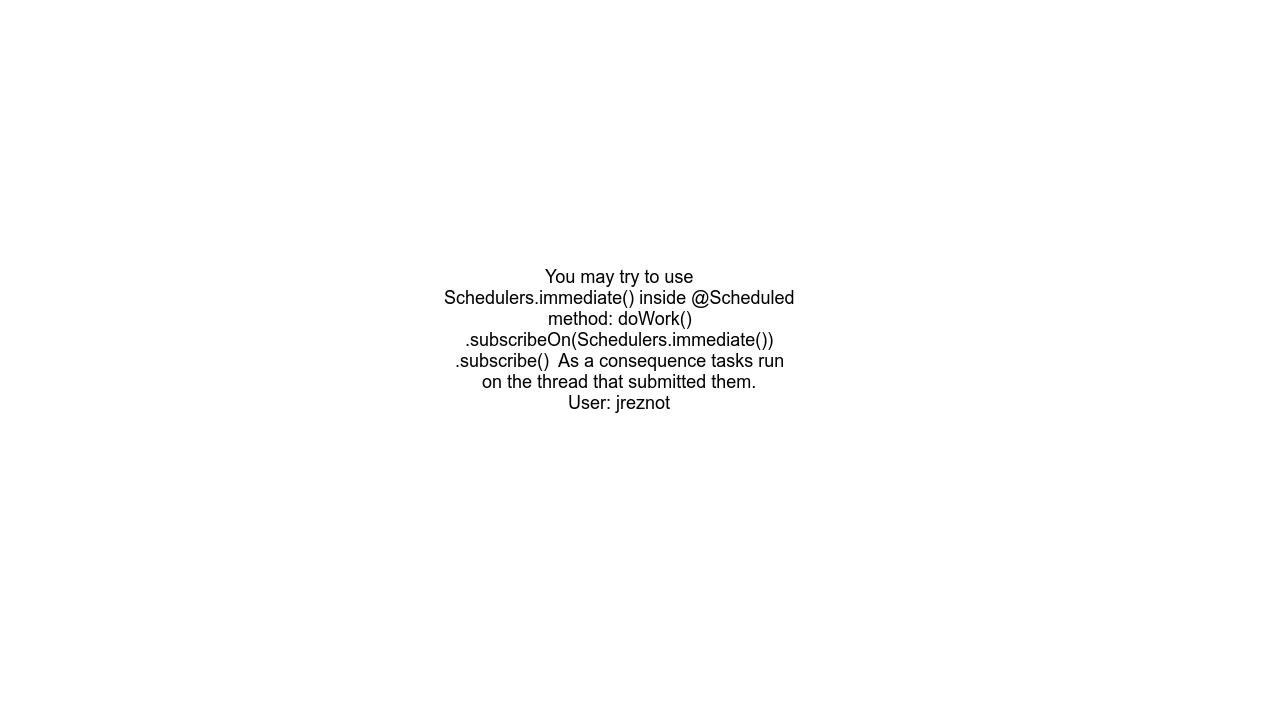 You may try to use
Schedulers.immediate() inside @Scheduled
method: doWork()
.subscribeOn(Schedulers.immediate())
.subscribe()  As a consequence tasks run
on the thread that submitted them.
User: jreznot